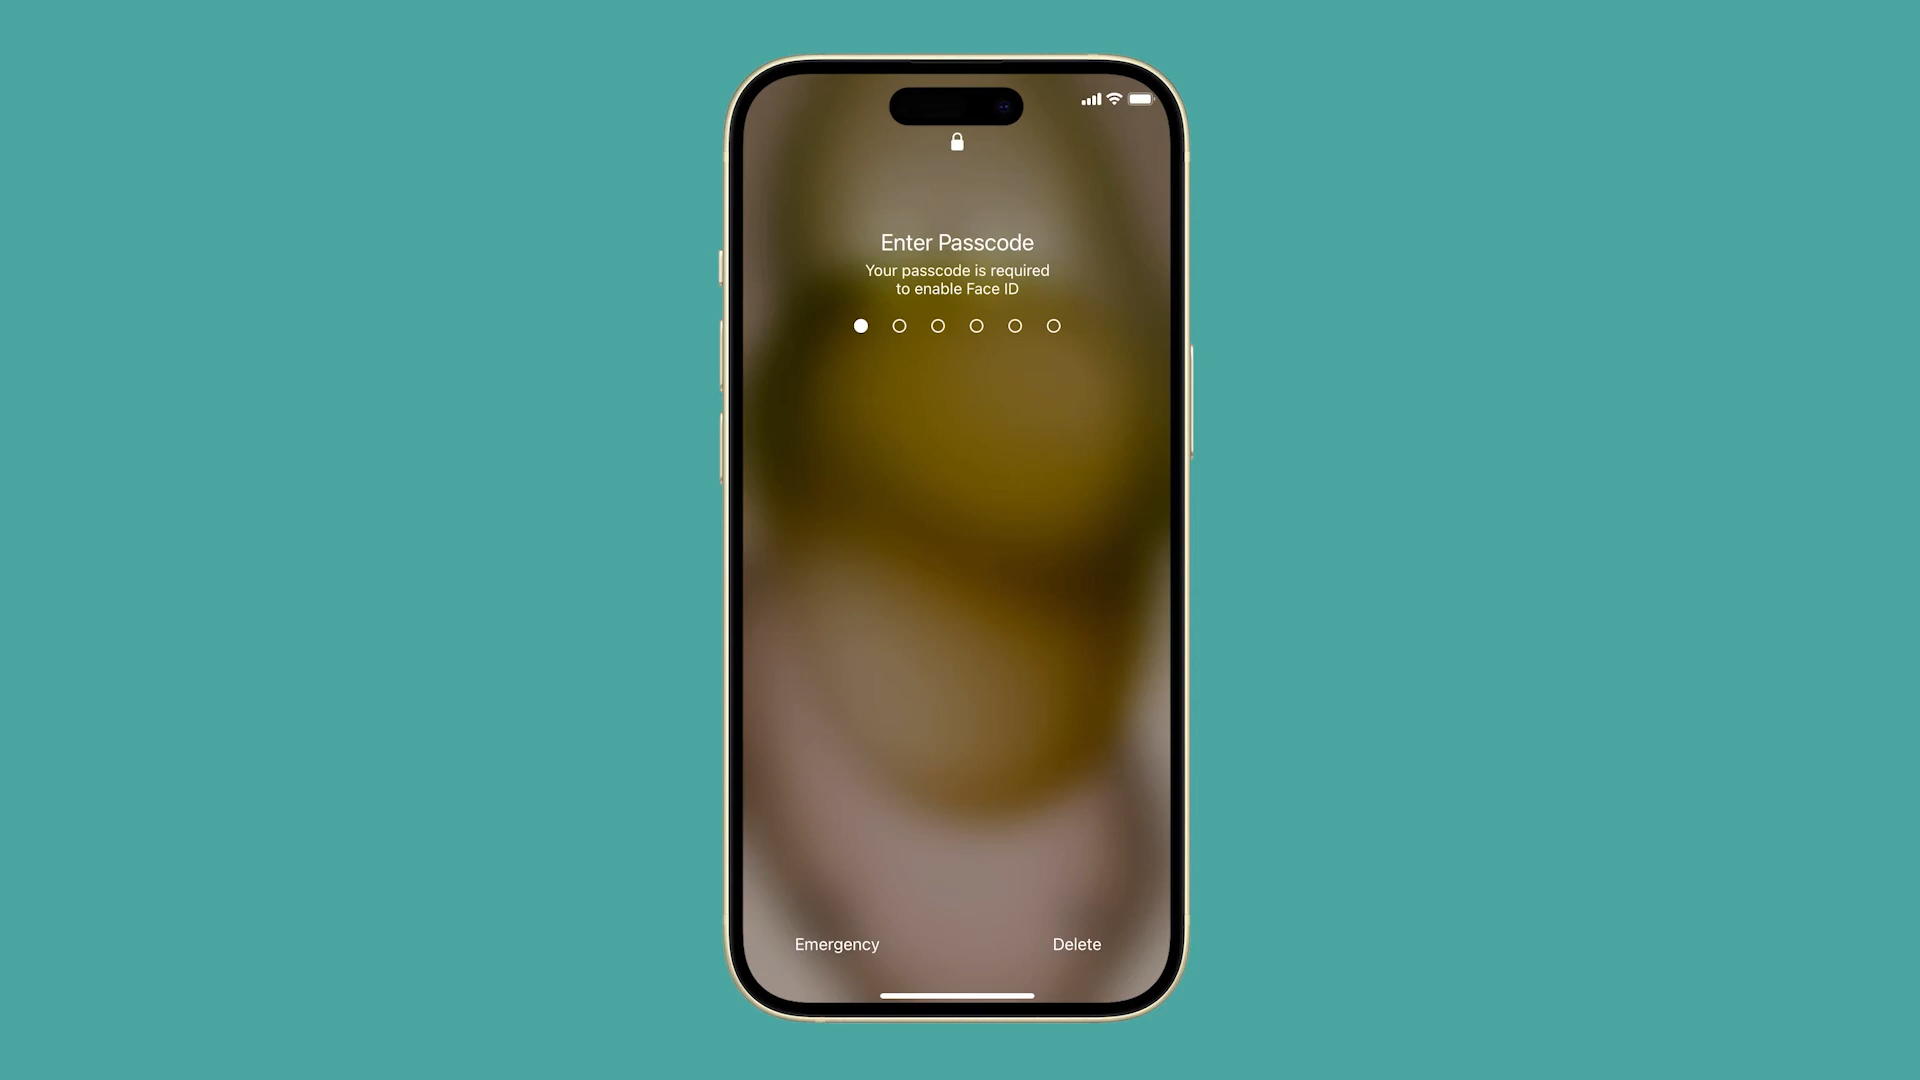 Enter Passcode
Your passcode is required
to enable Face ID
Emergency
Delete